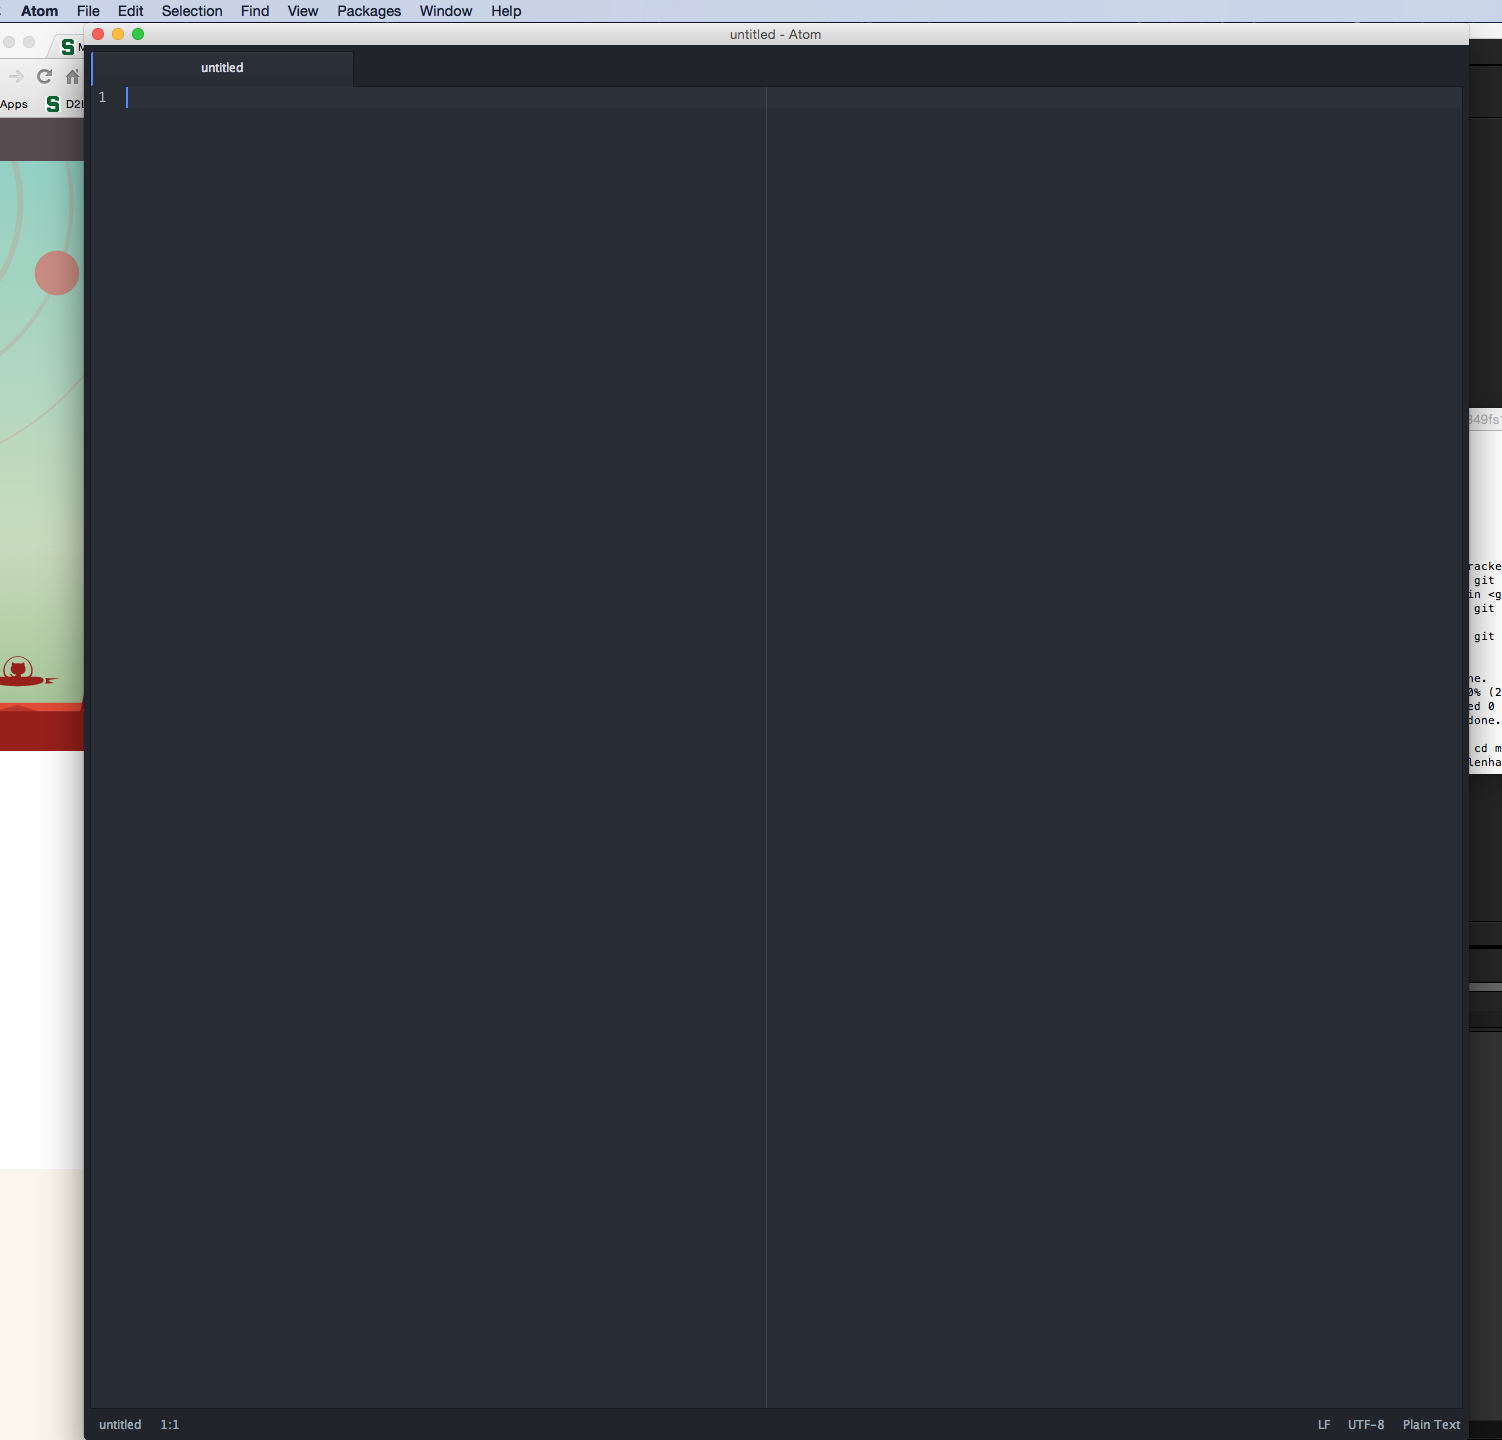 Atom File Edit Selection Find View Packages Window Help
untitled - Atom
untitled
1
S
Apps S D2L
349fs
racke
git
in <g
git
git
ne.
0% (2
ed 0
done.
cd m
lenha
untitled 1:1 LF UTF-8 Plain Text